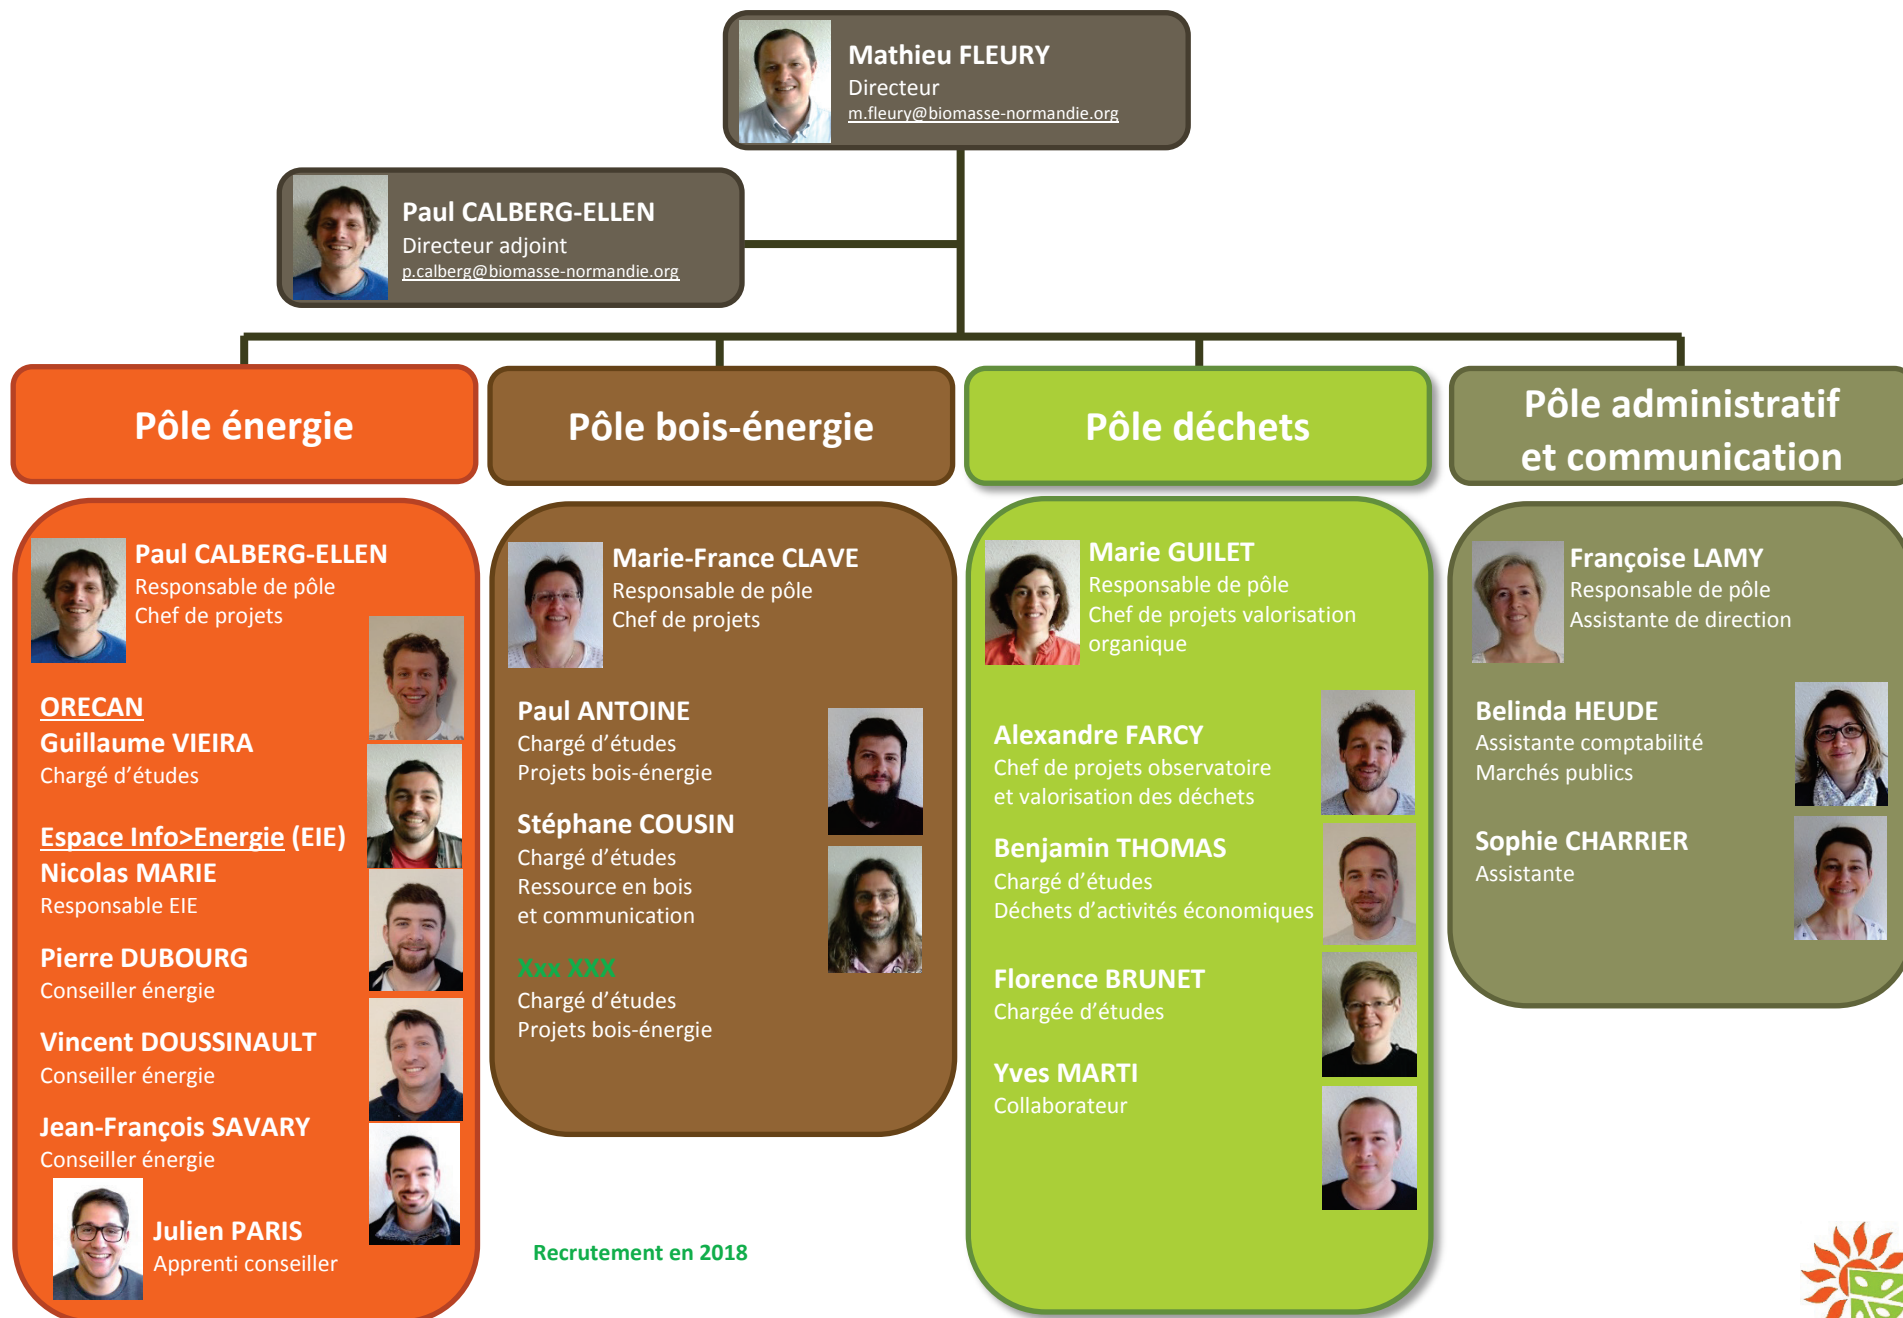 Mathieu FLEURY
Directeur
m.fleury@biomasse-normandie.org
Paul CALBERG-ELLEN
Directeur adjoint
p.calberg@biomasse-normandie.org
Pôle énergie
Paul CALBERG-ELLEN
Responsable de pôle
Chef de projets
ORECAN
Guillaume VIEIRA
Chargé d’études
Espace Info>Energie (EIE)
Nicolas MARIE
Responsable EIE
Pierre DUBOURG
Conseiller énergie
Vincent DOUSSINAULT
Conseiller énergie
Jean-François SAVARY
Conseiller énergie
Julien PARIS
Apprenti conseiller
Pôle bois-énergie
Marie-France CLAVE
Responsable de pôle
Chef de projets
Paul ANTOINE
Chargé d’études
Projets bois-énergie
Stéphane COUSIN
Chargé d’études
Ressource en bois
et communication
Xxx XXX
Chargé d’études
Projets bois-énergie
Recrutement en 2018
Pôle déchets
Marie GUILET
Responsable de pôle
Chef de projets valorisation
organique
Alexandre FARCY
Chef de projets observatoire
et valorisation des déchets
Benjamin THOMAS
Chargé d’études
Déchets d’activités économiques
Florence BRUNET
Chargée d’études
Yves MARTI
Collaborateur
Pôle administratif
et communication
Françoise LAMY
Responsable de pôle
Assistante de direction
Belinda HEUDE
Assistante comptabilité
Marchés publics
Sophie CHARRIER
Assistante